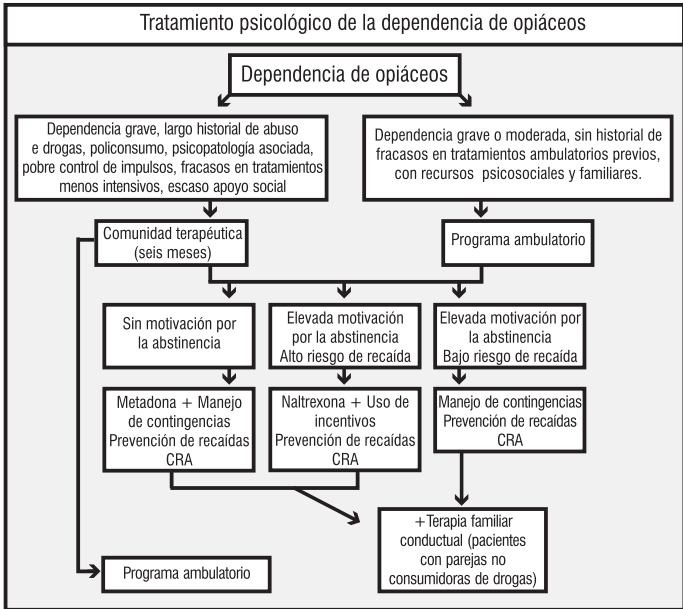 Tratamiento psicológico de la dependencia de opiáceos
Dependencia de opiáceos
Dependencia grave, largo historial de abuso
e drogas, policonsumo, psicopatología asociada,
pobre control de impulsos, fracasos en tratamientos
menos intensivos, escaso apoyo social
Dependencia grave o moderada, sin historial de
fracasos en tratamientos ambulatorios previos,
con recursos psicosociales y familiares.
Comunidad terapéutica
(seis meses)
Programa ambulatorio
Sin motivación por
la abstinencia
Elevada motivación
por la abstinencia
Alto riesgo de recaída
Elevada motivación por
la abstinencia
Bajo riesgo de recaída
Metadona + Manejo
de contingencias
Prevención de recaídas
CRA
Naltrexona + Uso de
incentivos
Prevención de recaídas
CRA
Manejo de contingencias
Prevención de recaídas
CRA
+Terapia familiar
conductual (pacientes
con parejas no
consumidoras de drogas)
Programa ambulatorio